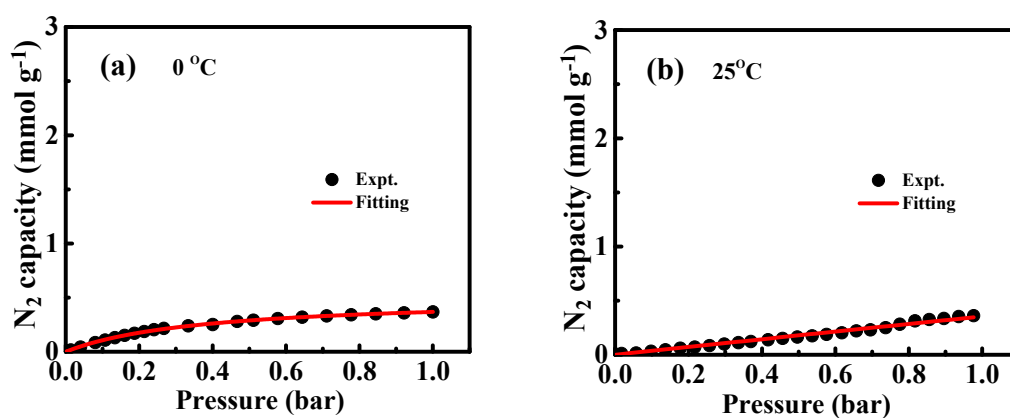 (a) 0 °C
3
2
1
0
N₂ capacity (mmol g⁻¹)
Expt.
Fitting
0.0 0.2 0.4 0.6 0.8 1.0
Pressure (bar)
(b) 25°C
3
2
1
0
N₂ capacity (mmol g⁻¹)
Expt.
Fitting
0.0 0.2 0.4 0.6 0.8 1.0
Pressure (bar)